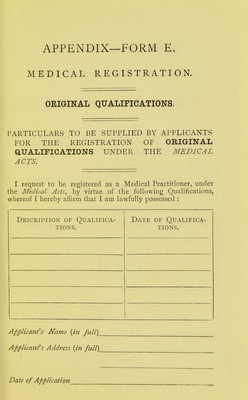 APPENDIX—FORM E.
MEDICAL REGISTRATION.
ORIGINAL QUALIFICATIONS.
PARTICULARS TO BE SUPPLIED BY APPLICANTS
FOR THE REGISTRATION OF ORIGINAL
QUALIFICATIONS UNDER THE MEDICAL
ACTS.
I request to be registered as a Medical Practitioner, under
the Medical Acts, by virtue of the following Qualifications,
whereof I hereby affirm that I am lawfully possessed :
Description of Qualifica-
tions.
Date of Qualifica-
tions.
Applicant's Name (in full)
Applicant's Address (in full)
Date of Application